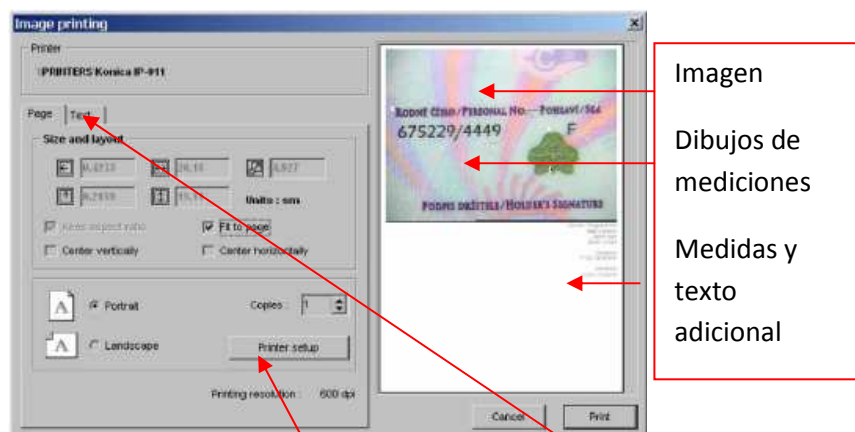 Image printing
Printer
\PRINTERS Konica IP-911
Page
Text
Size and layout
Units : cm
Keep aspect ratio
Fit to page
Center vertically
Center horizontally
Portrait
Copies :
1
Landscape
Printer setup
Printing resolution :
600 dpi
Cancel
Print
RODNÉ ČÍSLO/PERSONAL NO.
POHLAVÍ/SEX
675229/4449
F
PODPIS DRŽITELE/HOLDER'S SIGNATURE
Imagen
Dibujos de
mediciones
Medidas y
texto
adicional